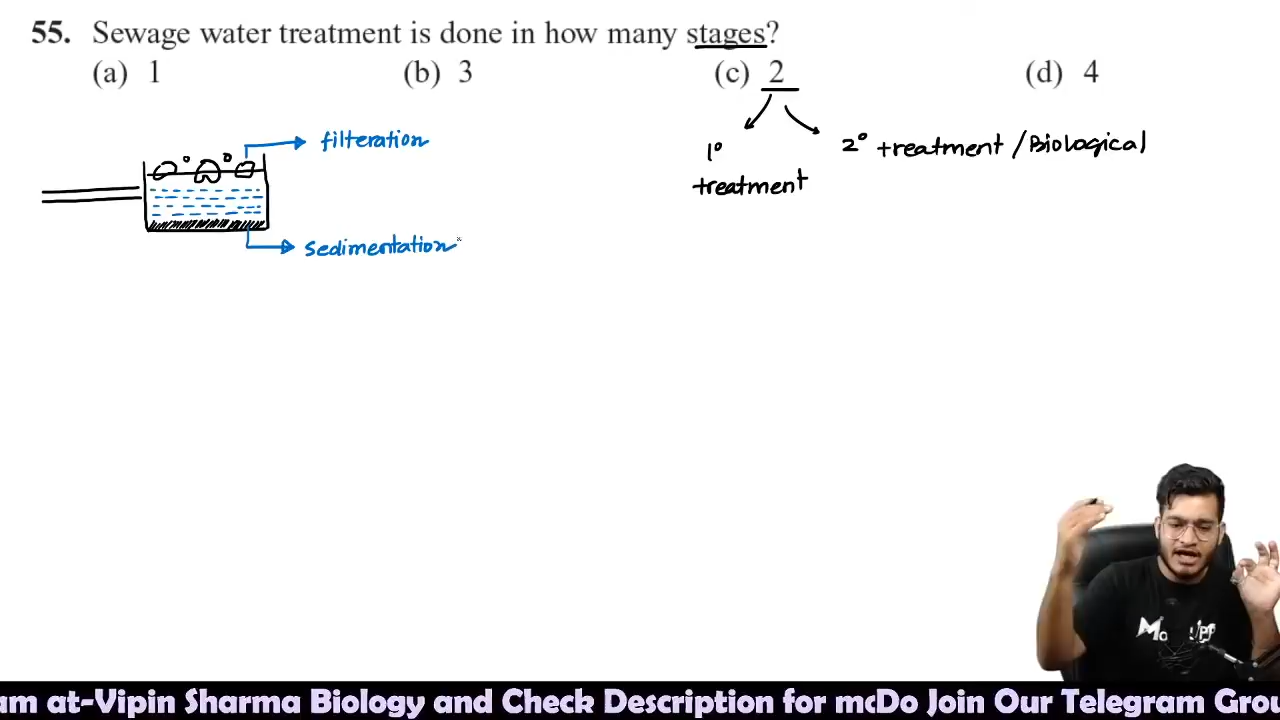 55. Sewage water treatment is done in how many stages?
(a) 1 (b) 3 (c) 2 (d) 4
filteration
1° treatment
2° treatment / Biological
sedimentation
am at-Vipin Sharma Biology and Check Description for mcDo Join Our Telegram Grou